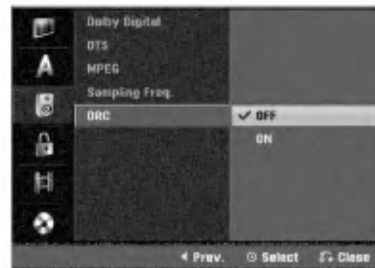 A
Dolby Digital
DTS
MPEG
Sampling Freq.
DRC
✓ OFF
ON
◀ Prev. ⊙ Select Close